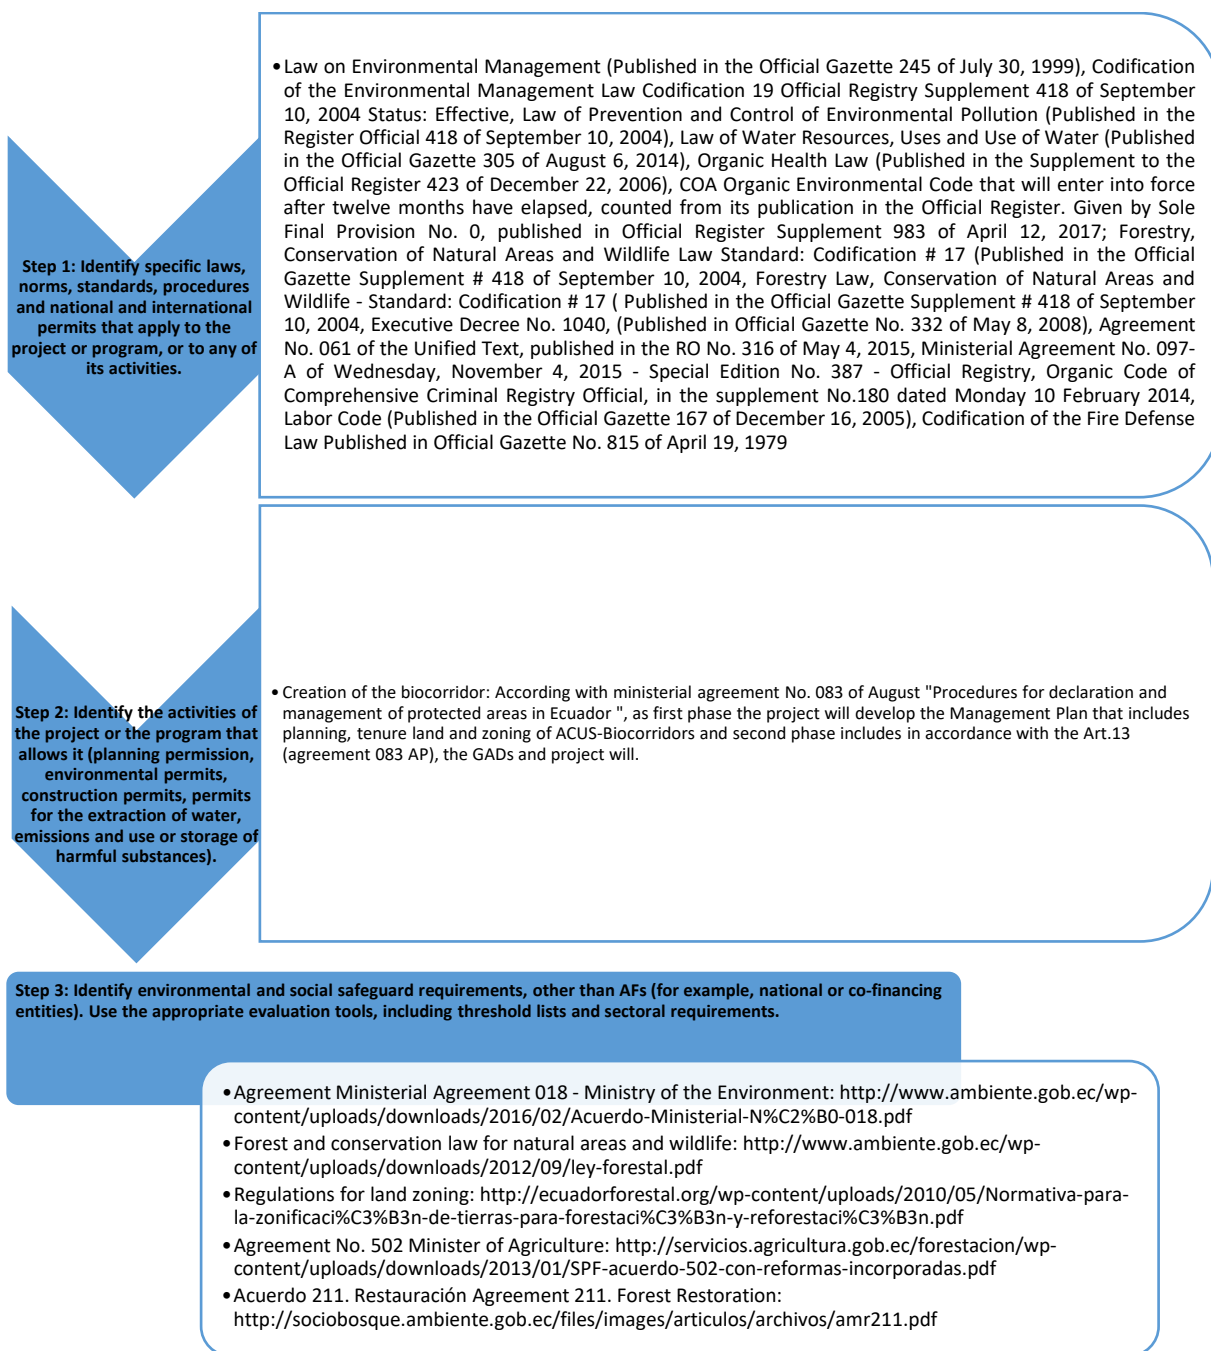 Step 1: Identify specific laws,
norms, standards, procedures
and national and international
permits that apply to the
project or program, or to any of
its activities.
•Law on Environmental Management (Published in the Official Gazette 245 of July 30, 1999), Codification
of the Environmental Management Law Codification 19 Official Registry Supplement 418 of September
10, 2004 Status: Effective, Law of Prevention and Control of Environmental Pollution (Published in the
Register Official 418 of September 10, 2004), Law of Water Resources, Uses and Use of Water (Published
in the Official Gazette 305 of August 6, 2014), Organic Health Law (Published in the Supplement to the
Official Register 423 of December 22, 2006), COA Organic Environmental Code that will enter into force
after twelve months have elapsed, counted from its publication in the Official Register. Given by Sole
Final Provision No. 0, published in Official Register Supplement 983 of April 12, 2017; Forestry,
Conservation of Natural Areas and Wildlife Law Standard: Codification # 17 (Published in the Official
Gazette Supplement # 418 of September 10, 2004, Forestry Law, Conservation of Natural Areas and
Wildlife - Standard: Codification # 17 ( Published in the Official Gazette Supplement # 418 of September
10, 2004, Executive Decree No. 1040, (Published in Official Gazette No. 332 of May 8, 2008), Agreement
No. 061 of the Unified Text, published in the RO No. 316 of May 4, 2015, Ministerial Agreement No. 097-
A of Wednesday, November 4, 2015 - Special Edition No. 387 - Official Registry, Organic Code of
Comprehensive Criminal Registry Official, in the supplement No.180 dated Monday 10 February 2014,
Labor Code (Published in the Official Gazette 167 of December 16, 2005), Codification of the Fire Defense
Law Published in Official Gazette No. 815 of April 19, 1979
Step 2: Identify the activities of
the project or the program that
allows it (planning permission,
environmental permits,
construction permits, permits
for the extraction of water,
emissions and use or storage of
harmful substances).
• Creation of the biocorridor: According with ministerial agreement No. 083 of August "Procedures for declaration and
management of protected areas in Ecuador ", as first phase the project will develop the Management Plan that includes
planning, tenure land and zoning of ACUS-Biocorridors and second phase includes in accordance with the Art.13
(agreement 083 AP), the GADs and project will.
Step 3: Identify environmental and social safeguard requirements, other than AFs (for example, national or co-financing
entities). Use the appropriate evaluation tools, including threshold lists and sectoral requirements.
•Agreement Ministerial Agreement 018 - Ministry of the Environment: http://www.ambiente.gob.ec/wp-
content/uploads/downloads/2016/02/Acuerdo-Ministerial-N%C2%B0-018.pdf
•Forest and conservation law for natural areas and wildlife: http://www.ambiente.gob.ec/wp-
content/uploads/downloads/2012/09/ley-forestal.pdf
•Regulations for land zoning: http://ecuadorforestal.org/wp-content/uploads/2010/05/Normativa-para-
la-zonificaci%C3%B3n-de-tierras-para-forestaci%C3%B3n-y-reforestaci%C3%B3n.pdf
•Agreement No. 502 Minister of Agriculture: http://servicios.agricultura.gob.ec/forestacion/wp-
content/uploads/downloads/2013/01/SPF-acuerdo-502-con-reformas-incorporadas.pdf
•Acuerdo 211. Restauración Agreement 211. Forest Restoration:
http://sociobosque.ambiente.gob.ec/files/images/articulos/archivos/amr211.pdf